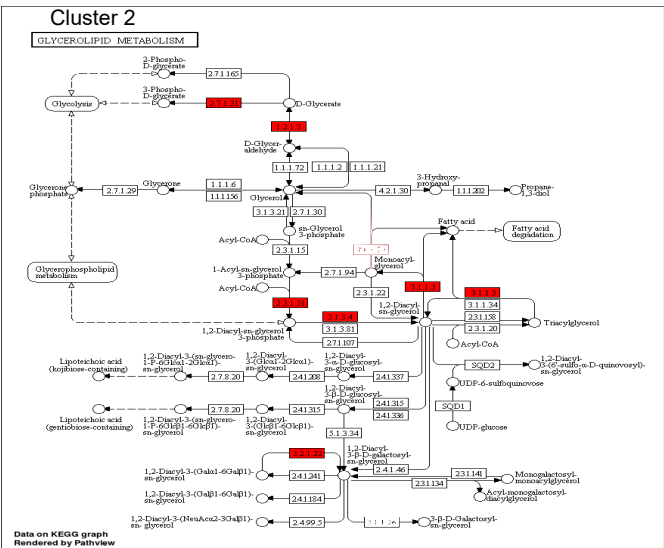 Cluster 2
GLYCEROLIPID METABOLISM
2-Phospho-
D-glycerate
2.7.1.165
3-Phospho-
D-glycerate
Glycolysis
2.7.1.31
D-Glycerate
1.2.1.3
D-Glycer-
aldehyde
1.1.1.72
1.1.1.2
1.1.1.21
3-Hydroxy-
propanal
Glycerone
phosphate
2.7.1.29
Glycerone
1.1.1.6
1.1.1.156
Glycerol
4.2.1.30
1.1.1.202
Propane-
1,3-diol
3.1.3.21
2.7.1.30
sn-Glycerol
3-phosphate
Fatty acid
Fatty acid
degradation
Acyl-CoA
2.3.1.15
Glycerophospholipid
metabolism
1-Acyl-sn-glycerol
3-phosphate
2.7.1.94
Monoacyl-
glycerol
Acyl-CoA
2.3.1.22
3.1.1.3
3.1.1.3
2.3.1.51
1,2-Diacyl-
sn-glycerol
3.1.1.34
2.3.1.158
2.3.1.20
Triacylglycerol
3.1.3.4
3.1.3.81
2.7.1.107
1,2-Diacyl-sn-glycerol
3-phosphate
Acyl-CoA
Lipoteichoic acid
(kojibiose-containing)
1,2-Diacyl-3-(sn-glycero-
1-P-6Glcα1-2Glcα1)-
sn-glycerol
2.7.8.20
1,2-Diacyl-
3-(Glcα1-2Glcα1)-
sn-glycerol
2.4.1.208
1,2-Diacyl-
3-α-D-glucosyl-
sn-glycerol
2.4.1.337
SQD2
1,2-Diacyl-
3-(6'-sulfo-α-D-quinovosyl)-
sn-glycerol
UDP-6-sulfoquinovose
Lipoteichoic acid
(gentiobiose-containing)
1,2-Diacyl-3-(sn-glycero-
1-P-6Glcβ1-6Glcβ1)-
sn-glycerol
2.7.8.20
1,2-Diacyl-
3-(Glcβ1-6Glcβ1)-
sn-glycerol
2.4.1.315
1,2-Diacyl-
3-β-D-glucosyl-
sn-glycerol
2.4.1.315
2.4.1.336
SQD1
UDP-glucose
5.1.3.34
1,2-Diacyl-
3-β-D-galactosyl-
sn-glycerol
2.4.1.46
3.2.1.22
1,2-Diacyl-3-(Galα1-6Galβ1)-
sn-glycerol
2.4.1.241
2.3.1.141
2.3.1.134
Monogalactosyl-
monoacylglycerol
Acyl-monogalactosyl-
diacylglycerol
1,2-Diacyl-3-(Galβ1-6Galβ1)-
sn-glycerol
2.4.1.184
1,2-Diacyl-3-(NeuAcα2-3Galβ1)-
sn-glycerol
2.4.99.5
3.1.1.26
3-β-D-Galactosyl-
sn-glycerol
Data on KEGG graph
Rendered by Pathview